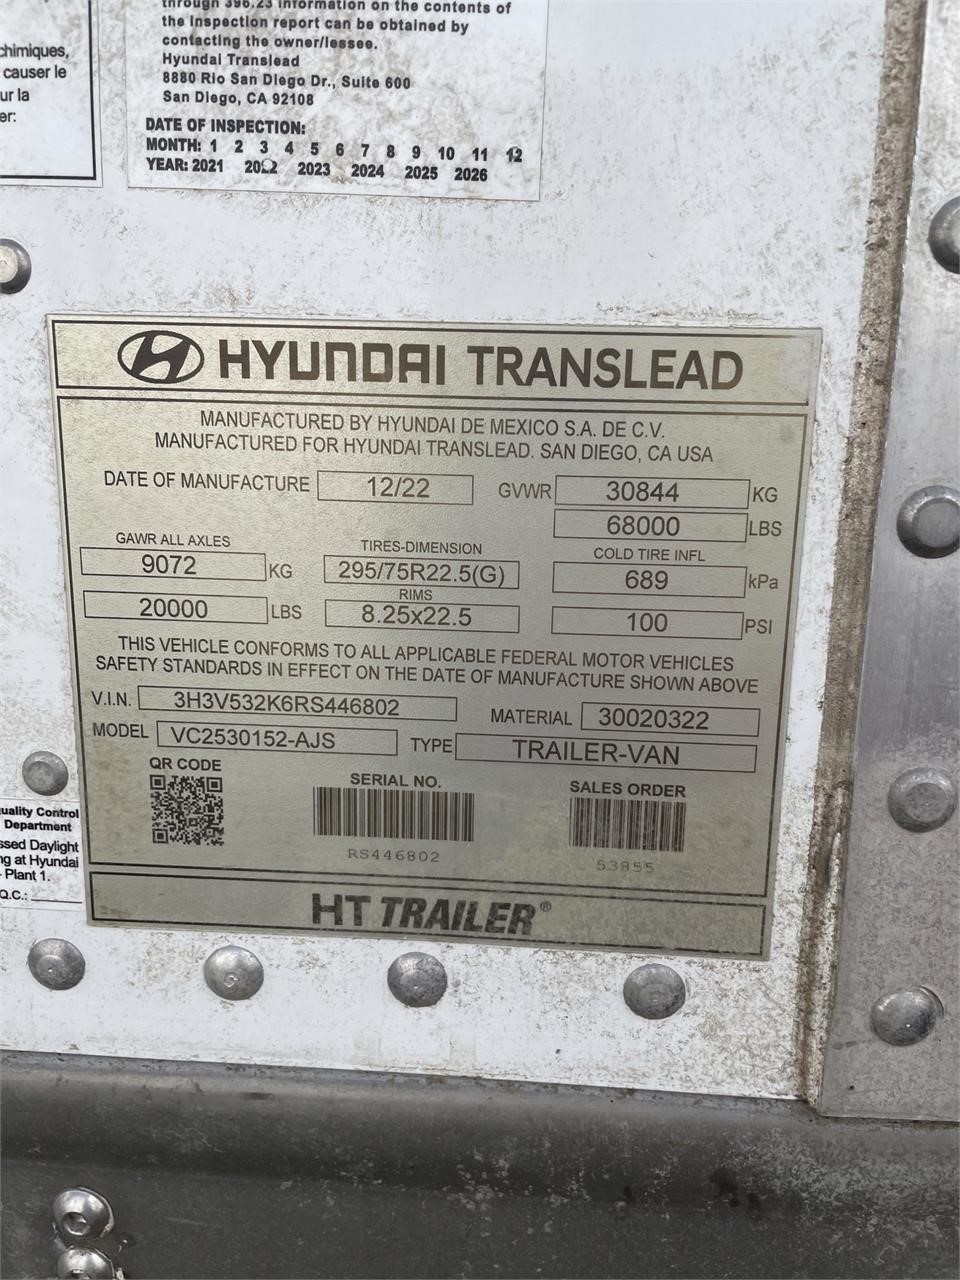 himiques,
causer le
ur la
er:
through 396.23 Information on the contents of
the inspection report can be obtained by
contacting the owner/lessee.
Hyundai Translead
8880 Rio San Diego Dr., Suite 600
San Diego, CA 92108
DATE OF INSPECTION:
MONTH: 1 2 3 4 5 6 7 8 9 10 11 12
YEAR: 2021 2022 2023 2024 2025 2026
HYUNDAI TRANSLEAD
MANUFACTURED BY HYUNDAI DE MEXICO S.A. DE C.V.
MANUFACTURED FOR HYUNDAI TRANSLEAD. SAN DIEGO, CA USA
DATE OF MANUFACTURE 12/22 GVWR 30844 KG
68000 LBS
GAWR ALL AXLES TIRES-DIMENSION COLD TIRE INFL
9072 KG 295/75R22.5(G) 689 kPa
RIMS
20000 LBS 8.25x22.5 100 PSI
THIS VEHICLE CONFORMS TO ALL APPLICABLE FEDERAL MOTOR VEHICLES
SAFETY STANDARDS IN EFFECT ON THE DATE OF MANUFACTURE SHOWN ABOVE
V.I.N. 3H3V532K6RS446802 MATERIAL 30020322
MODEL VC2530152-AJS TYPE TRAILER-VAN
QR CODE SERIAL NO. SALES ORDER
RS446802 53855
HT TRAILER®
uality Control
Department
ssed Daylight
ng at Hyundai
- Plant 1.
Q.C.: